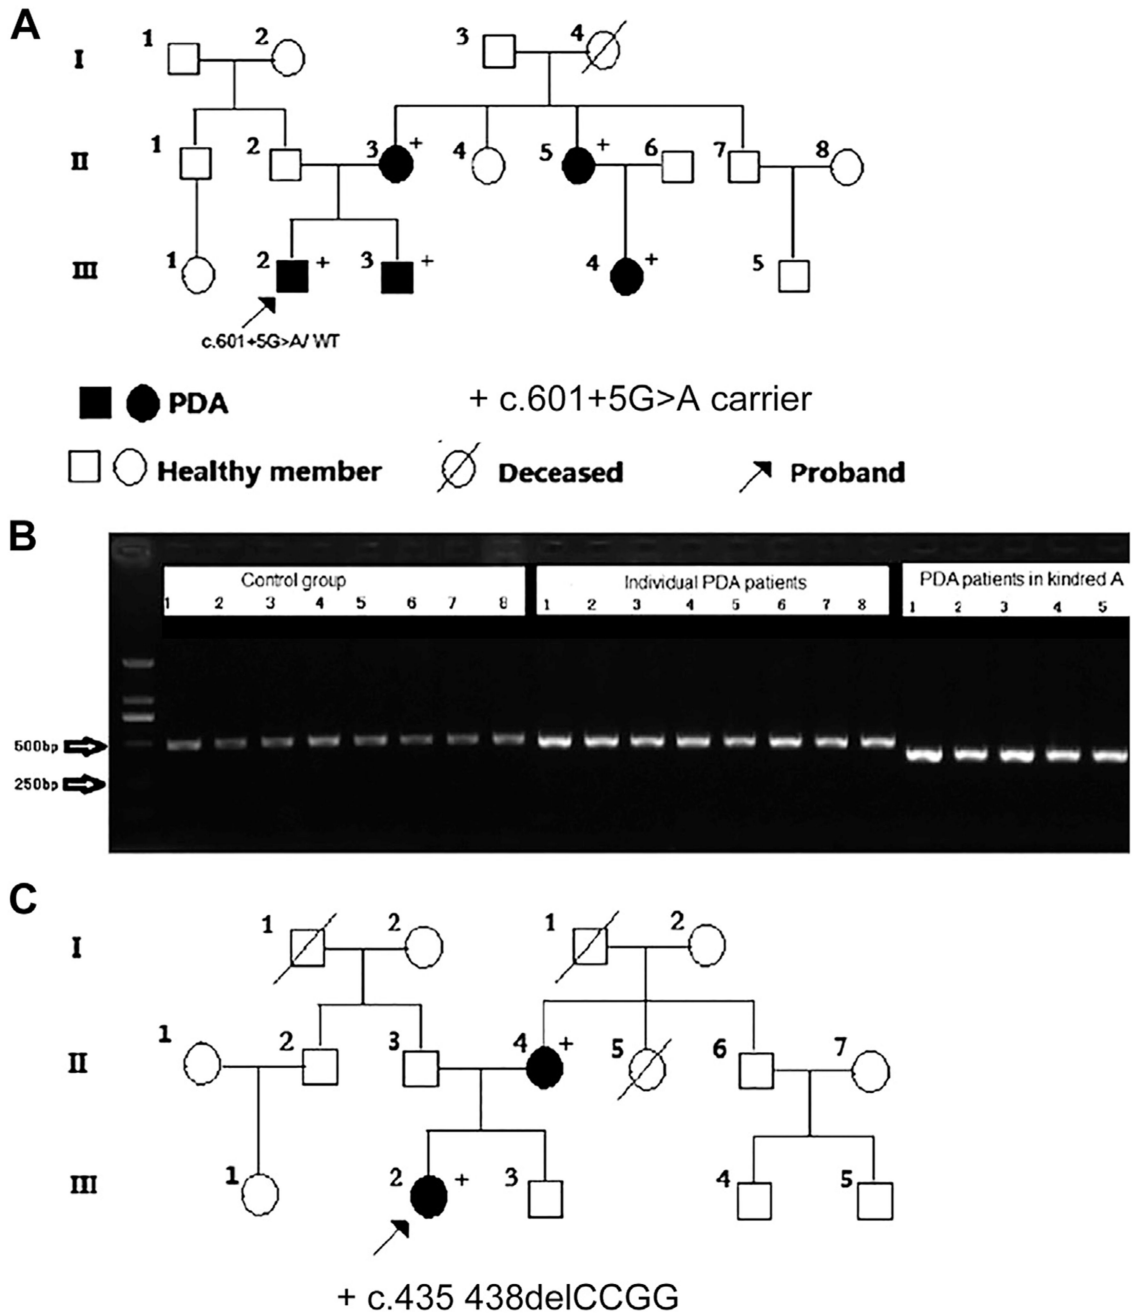 A
1 2 3 4
I
1 2 3 + 4 5 + 6 7 8
II
1 2 + 3 + 4 + 5
III
c.601+5G>A/ WT
PDA + c.601+5G>A carrier
Healthy member Deceased Proband
B
Control group Individual PDA patients PDA patients in kindred A
1 2 3 4 5 6 7 8 1 2 3 4 5 6 7 8 1 2 3 4 5
500bp
250bp
C
1 2 1 2
I
1 2 3 4 + 5 6 7
II
1 2 + 3 4 5
III
+ c.435 438delCCGG